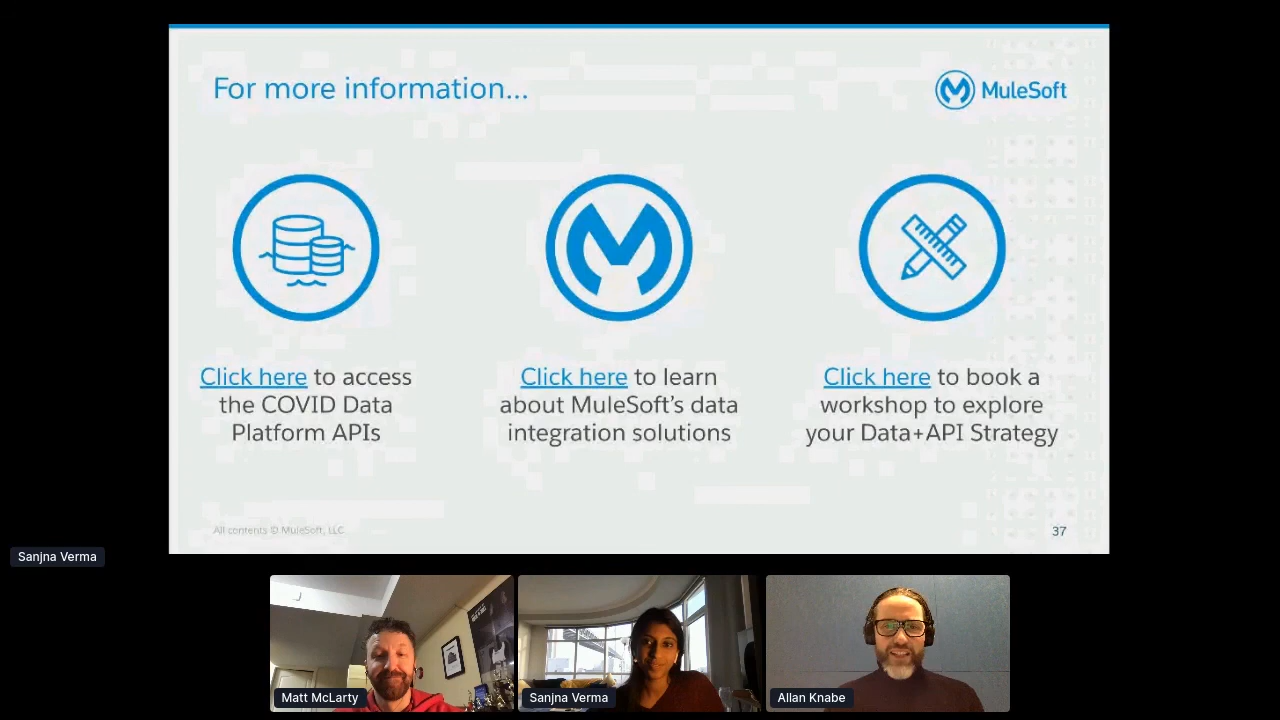 For more information...
MuleSoft
Click here to access
the COVID Data
Platform APIs
Click here to learn
about MuleSoft's data
integration solutions
Click here to book a
workshop to explore
your Data+API Strategy
All contents © MuleSoft, LLC
37
Sanjna Verma
Matt McLarty
Sanjna Verma
Allan Knabe